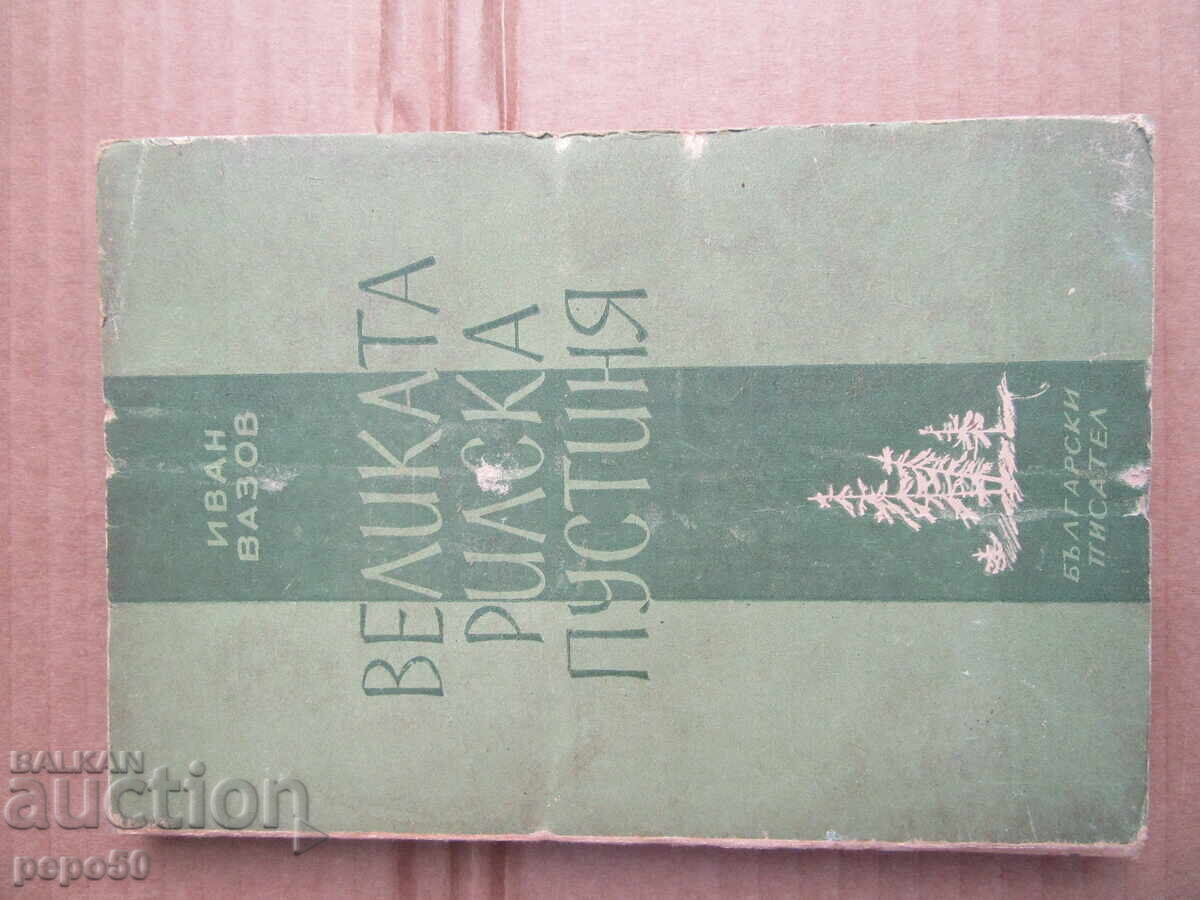 ИВАН
ВАЗОВ
ВЕЛИКАТА
РИЛСКА
ПУСТИНЯ
БЪЛГАРСКИ
ПИСАТЕЛ
BALKAN
auction
pepo50